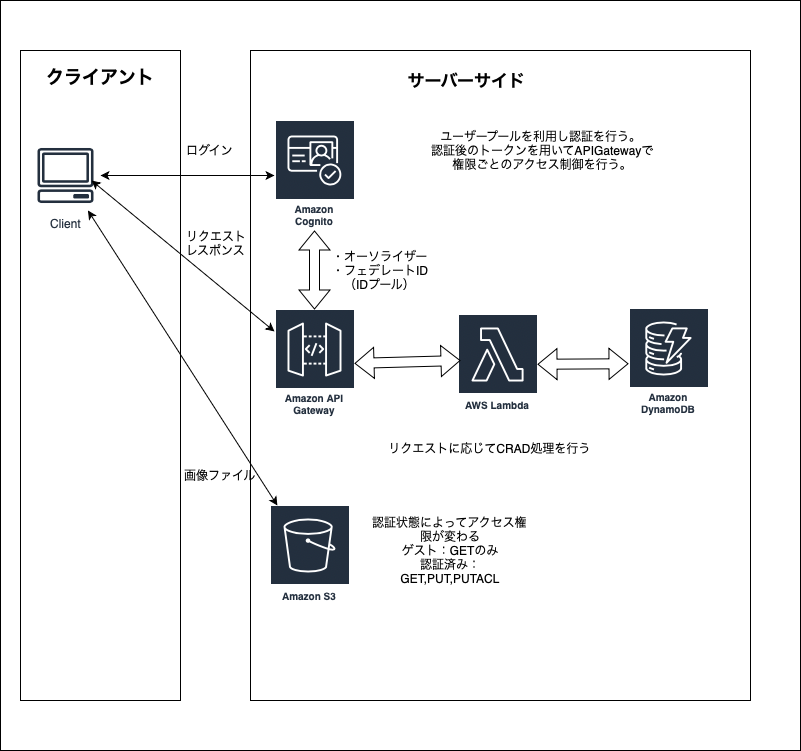 クライアント
サーバーサイド
ログイン
ユーザープールを利用し認証を行う。
認証後のトークンを用いてAPIGatewayで
権限ごとのアクセス制御を行う。
Client
Amazon
Cognito
リクエスト
レスポンス
・オーソライザー
・フェデレートID
（IDプール）
Amazon API
Gateway
AWS Lambda
Amazon
DynamoDB
リクエストに応じてCRAD処理を行う
画像ファイル
認証状態によってアクセス権
限が変わる
ゲスト：GETのみ
認証済み：
GET,PUT,PUTACL
Amazon S3